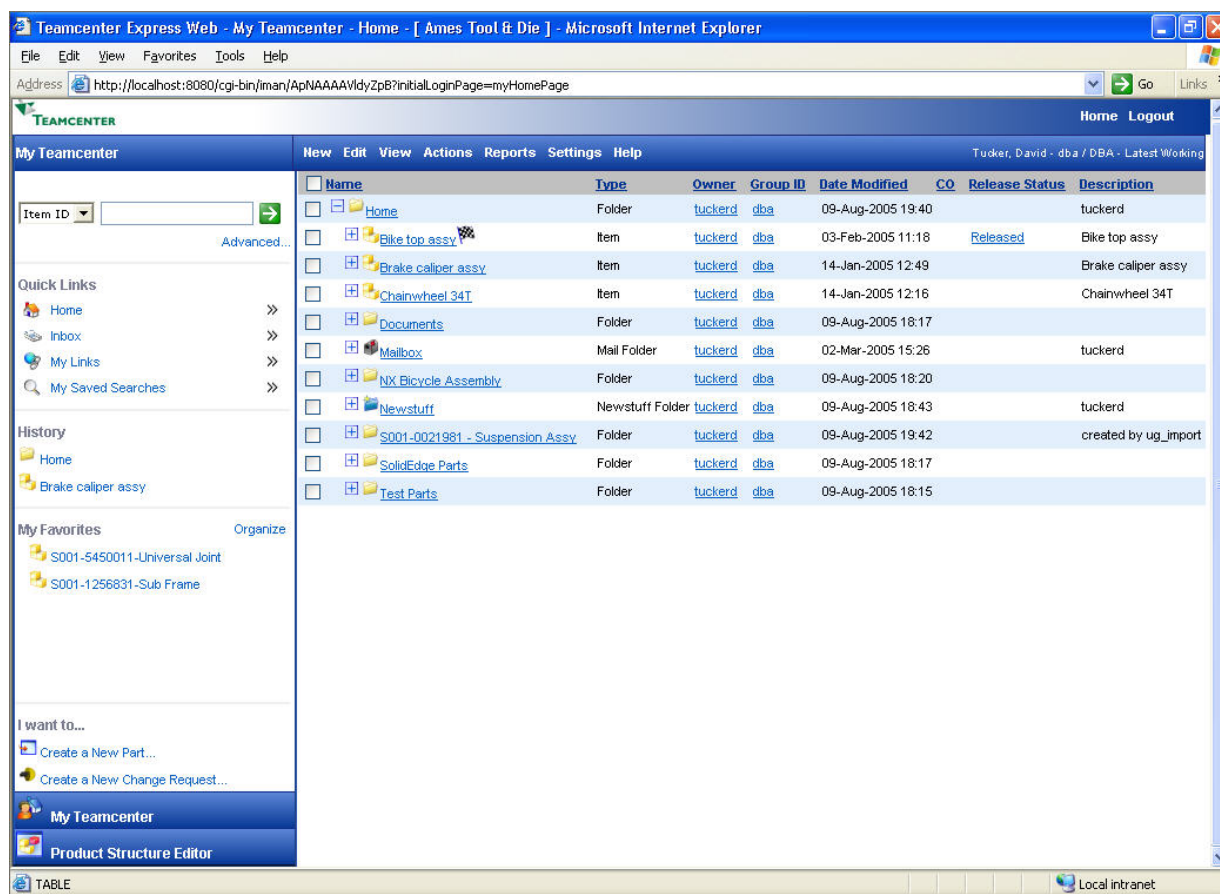 Teamcenter Express Web - My Teamcenter - Home - [ Ames Tool & Die ] - Microsoft Internet Explorer
File Edit View Favorites Tools Help
Address http://localhost:8080/cgi-bin/iman/ApNAAAAVldyZpB?initialLoginPage=myHomePage Go Links
TEAMCENTER
Home Logout
My Teamcenter
New Edit View Actions Reports Settings Help
Tucker, David - dba / DBA - Latest Working
Item ID
Advanced...
Quick Links
Home
Inbox
My Links
My Saved Searches
History
Home
Brake caliper assy
My Favorites Organize
S001-5450011-Universal Joint
S001-1256831-Sub Frame
I want to...
Create a New Part...
Create a New Change Request...
My Teamcenter
Product Structure Editor
Name Type Owner Group ID Date Modified CO Release Status Description
Home Folder tuckerd dba 09-Aug-2005 19:40 tuckerd
Bike top assy Item tuckerd dba 03-Feb-2005 11:18 Released Bike top assy
Brake caliper assy Item tuckerd dba 14-Jan-2005 12:49 Brake caliper assy
Chainwheel 34T Item tuckerd dba 14-Jan-2005 12:16 Chainwheel 34T
Documents Folder tuckerd dba 09-Aug-2005 18:17
Mailbox Mail Folder tuckerd dba 02-Mar-2005 15:26 tuckerd
NX Bicycle Assembly Folder tuckerd dba 09-Aug-2005 18:20
Newstuff Newstuff Folder tuckerd dba 09-Aug-2005 18:43 tuckerd
S001-0021981 - Suspension Assy Folder tuckerd dba 09-Aug-2005 19:42 created by ug_import
SolidEdge Parts Folder tuckerd dba 09-Aug-2005 18:17
Test Parts Folder tuckerd dba 09-Aug-2005 18:15
TABLE
Local intranet